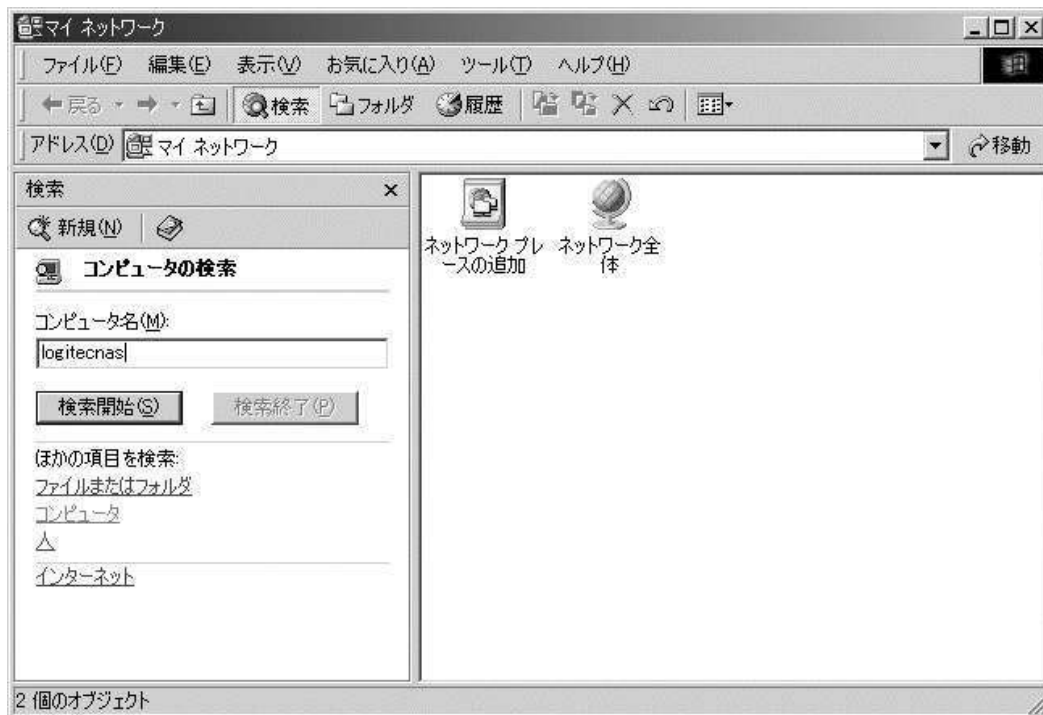 マイ ネットワーク
ファイル(F) 編集(E) 表示(V) お気に入り(A) ツール(T) ヘルプ(H)
戻る 検索 フォルダ 履歴
アドレス(D) マイ ネットワーク 移動
検索
新規(N)
コンピュータの検索
コンピュータ名(M):
logitecnas
検索開始(S) 検索終了(P)
ほかの項目を検索:
ファイルまたはフォルダ
コンピュータ
人
インターネット
ネットワーク プレ
ースの追加
ネットワーク全
体
2 個のオブジェクト